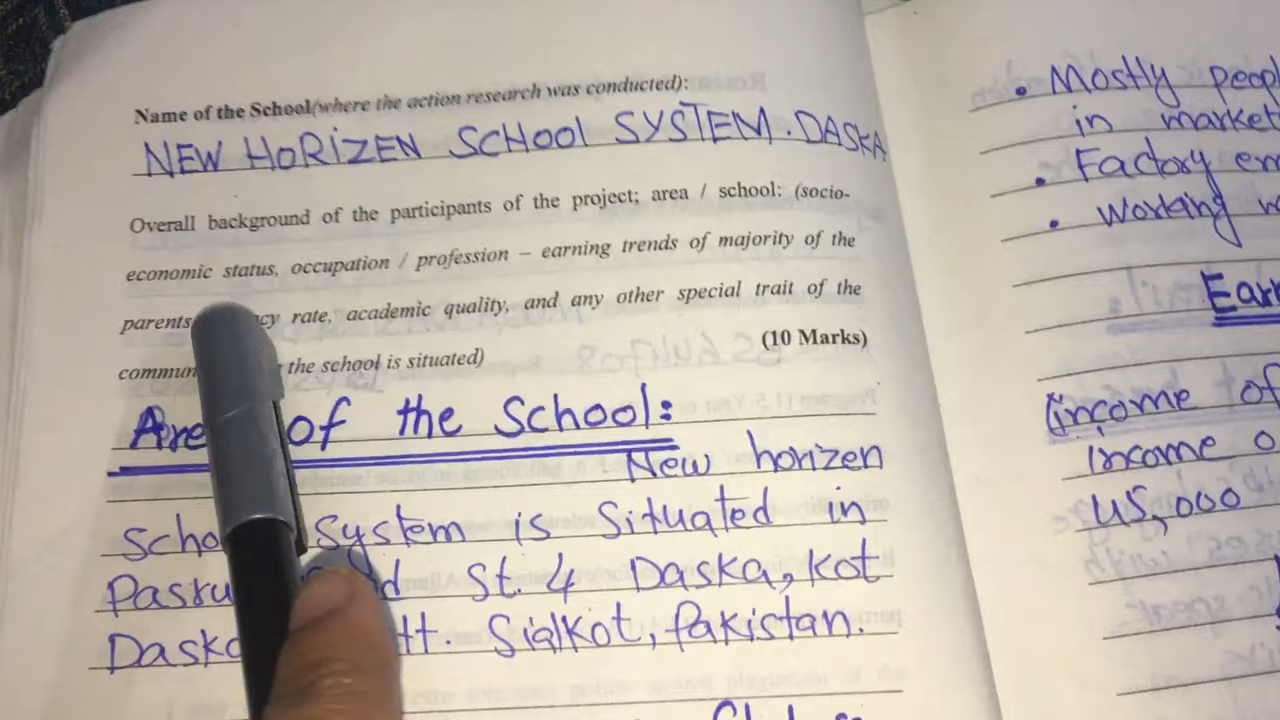 Name of the School(where the action research was conducted):
NEW HORIZEN SCHOOL SYSTEM. DASKA
Overall background of the participants of the project; area / school: (socio-
economic status, occupation / profession – earning trends of majority of the
parents, rate, academic quality, and any other special trait of the
(10 Marks)
the school is situated)
Area of the School:
New horizen
System is Situated in
St. 4 Daska, Kot
Sialkot, Pakistan.
• Mostly
in market
• Factory
• Working
income of
income
45,000